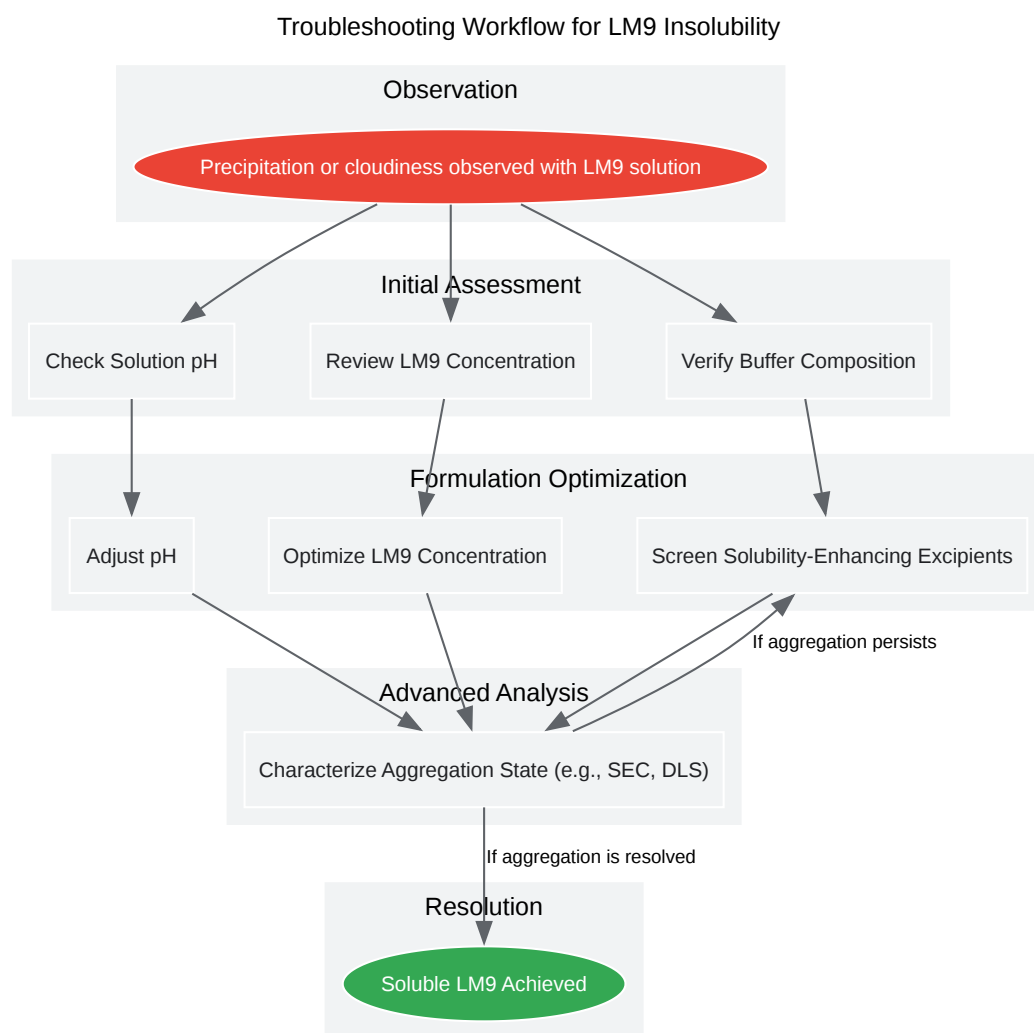 Troubleshooting Workflow for LM9 Insolubility
Observation
Precipitation or cloudiness observed with LM9 solution
Initial Assessment
Check Solution pH
Review LM9 Concentration
Verify Buffer Composition
Formulation Optimization
Adjust pH
Optimize LM9 Concentration
Screen Solubility-Enhancing Excipients
If aggregation persists
Advanced Analysis
Characterize Aggregation State (e.g., SEC, DLS)
If aggregation is resolved
Resolution
Soluble LM9 Achieved